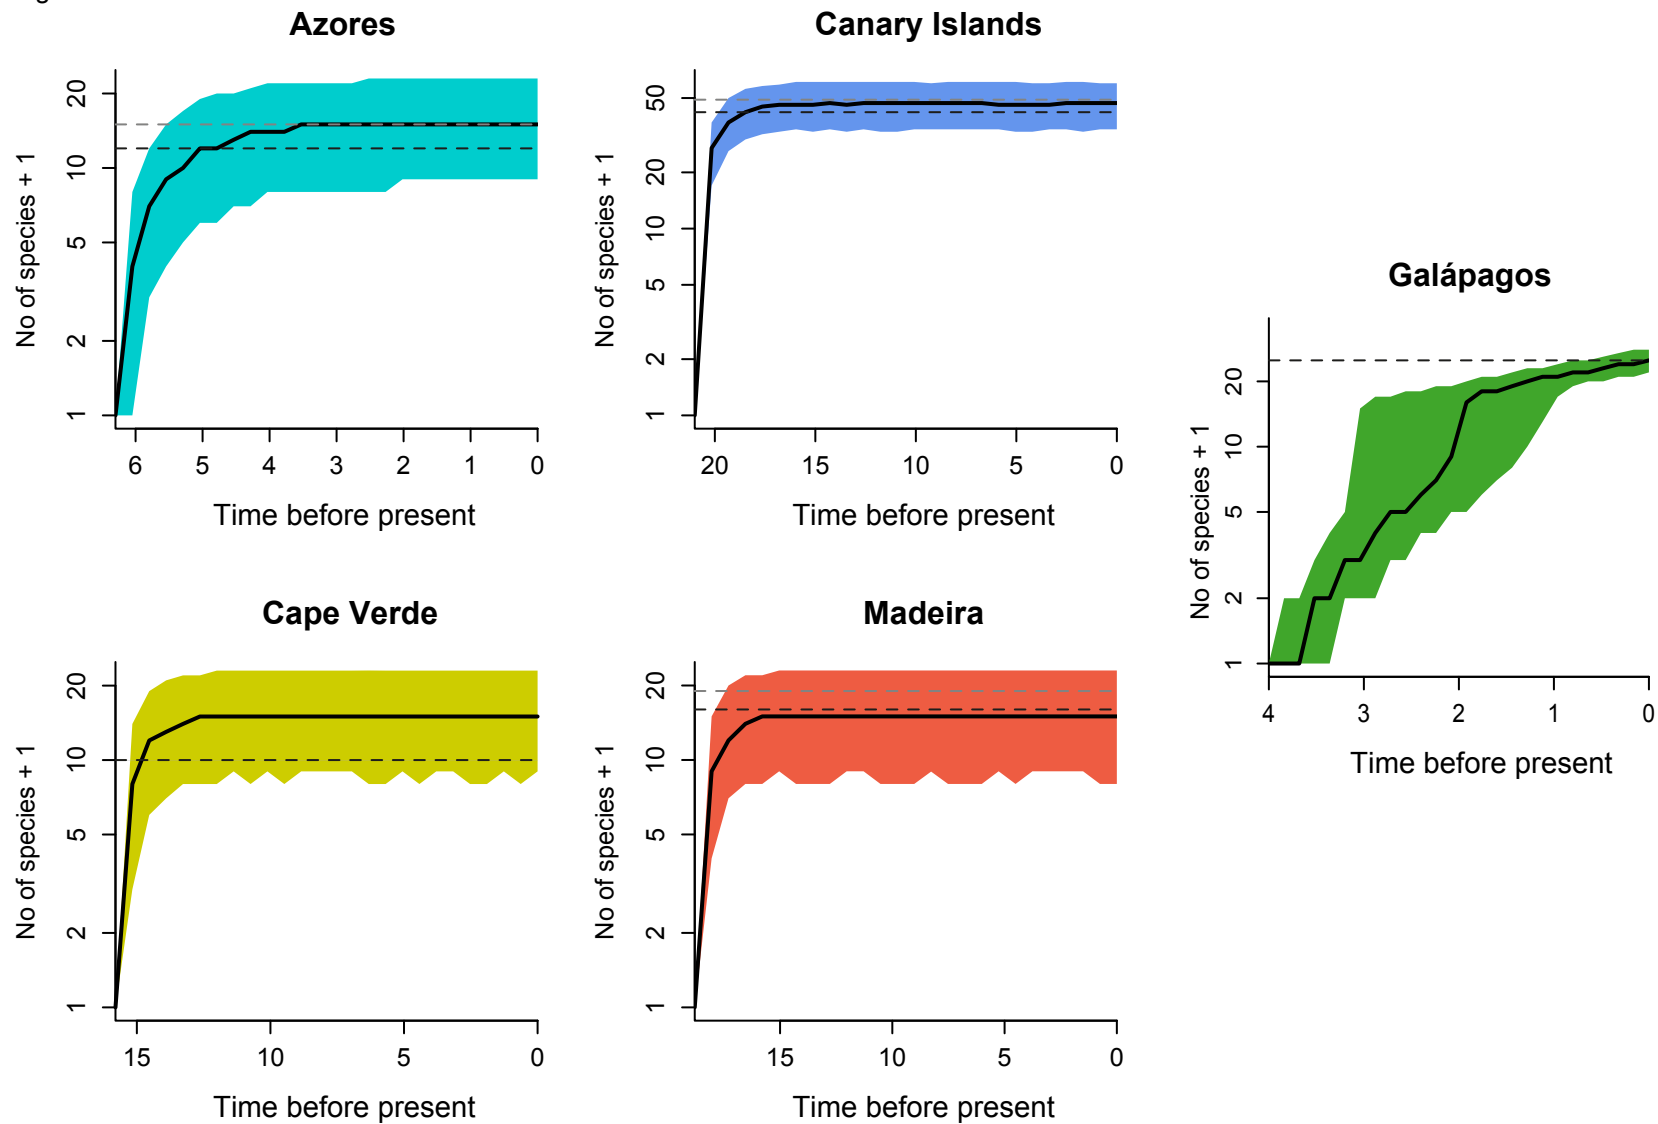 Azores
No of species + 1
20
10
5
2
1
6 5 4 3 2 1 0
Time before present
Canary Islands
No of species + 1
50
20
10
5
2
1
20 15 10 5 0
Time before present
Galápagos
No of species + 1
20
10
5
2
1
4 3 2 1 0
Time before present
Cape Verde
No of species + 1
20
10
5
2
1
15 10 5 0
Time before present
Madeira
No of species + 1
20
10
5
2
1
15 10 5 0
Time before present